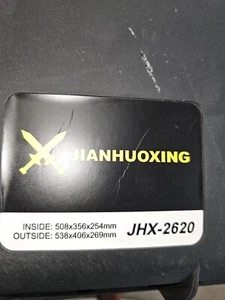 JIANHUOXING
INSIDE: 508x356x254mm
OUTSIDE: 538x406x269mm
JHX-2620